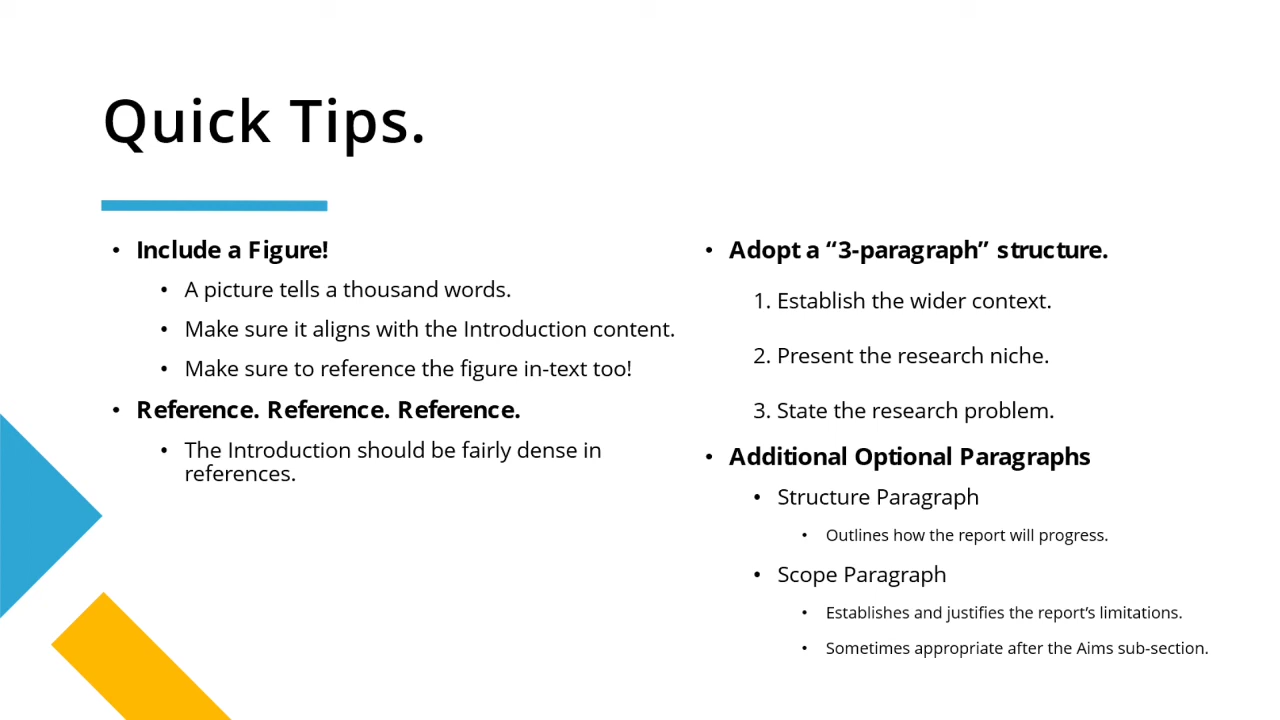 Quick Tips.
• Include a Figure!
• A picture tells a thousand words.
• Make sure it aligns with the Introduction content.
• Make sure to reference the figure in-text too!
• Reference. Reference. Reference.
• The Introduction should be fairly dense in
references.
• Adopt a “3-paragraph” structure.
1. Establish the wider context.
2. Present the research niche.
3. State the research problem.
• Additional Optional Paragraphs
• Structure Paragraph
• Outlines how the report will progress.
• Scope Paragraph
• Establishes and justifies the report’s limitations.
• Sometimes appropriate after the Aims sub-section.